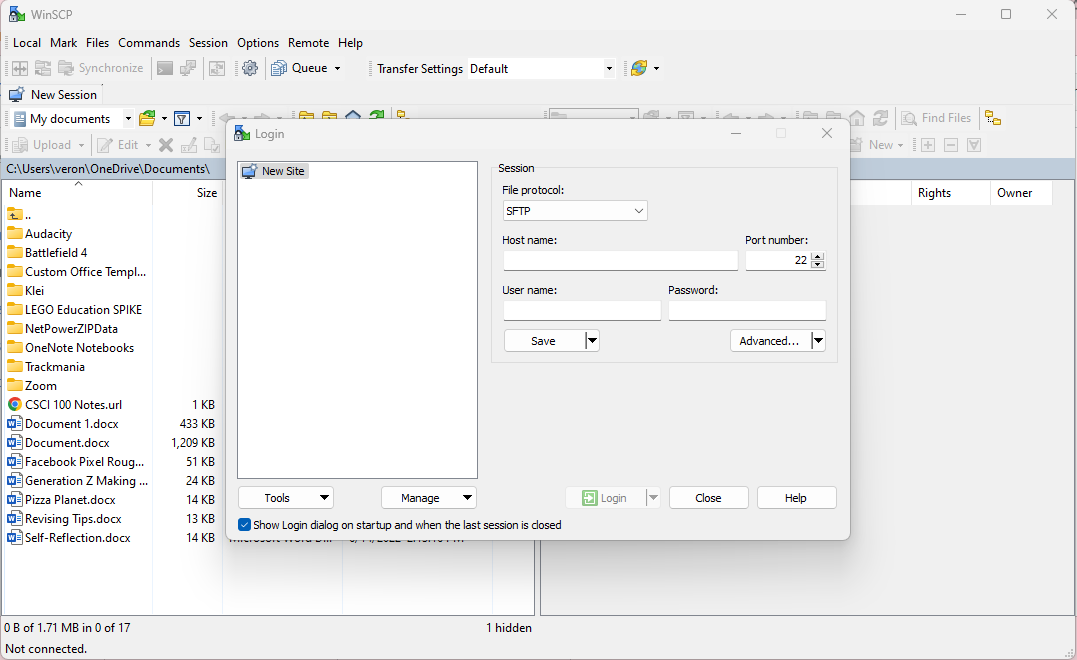 WinSCP
Local Mark Files Commands Session Options Remote Help
Synchronize Queue Transfer Settings Default
New Session
My documents Find Files
Upload Edit New
C:\Users\veron\OneDrive\Documents\
Name Size Rights Owner
..
Audacity
Battlefield 4
Custom Office Templ...
Klei
LEGO Education SPIKE
NetPowerZIPData
OneNote Notebooks
Trackmania
Zoom
CSCI 100 Notes.url 1 KB
Document 1.docx 433 KB
Document.docx 1,209 KB
Facebook Pixel Roug... 51 KB
Generation Z Making ... 24 KB
Pizza Planet.docx 14 KB
Revising Tips.docx 13 KB
Self-Reflection.docx 14 KB
Login
New Site
Session
File protocol:
SFTP
Host name: Port number:
22
User name: Password:
Save Advanced...
Tools Manage Login Close Help
Show Login dialog on startup and when the last session is closed
0 B of 1.71 MB in 0 of 17 1 hidden
Not connected.